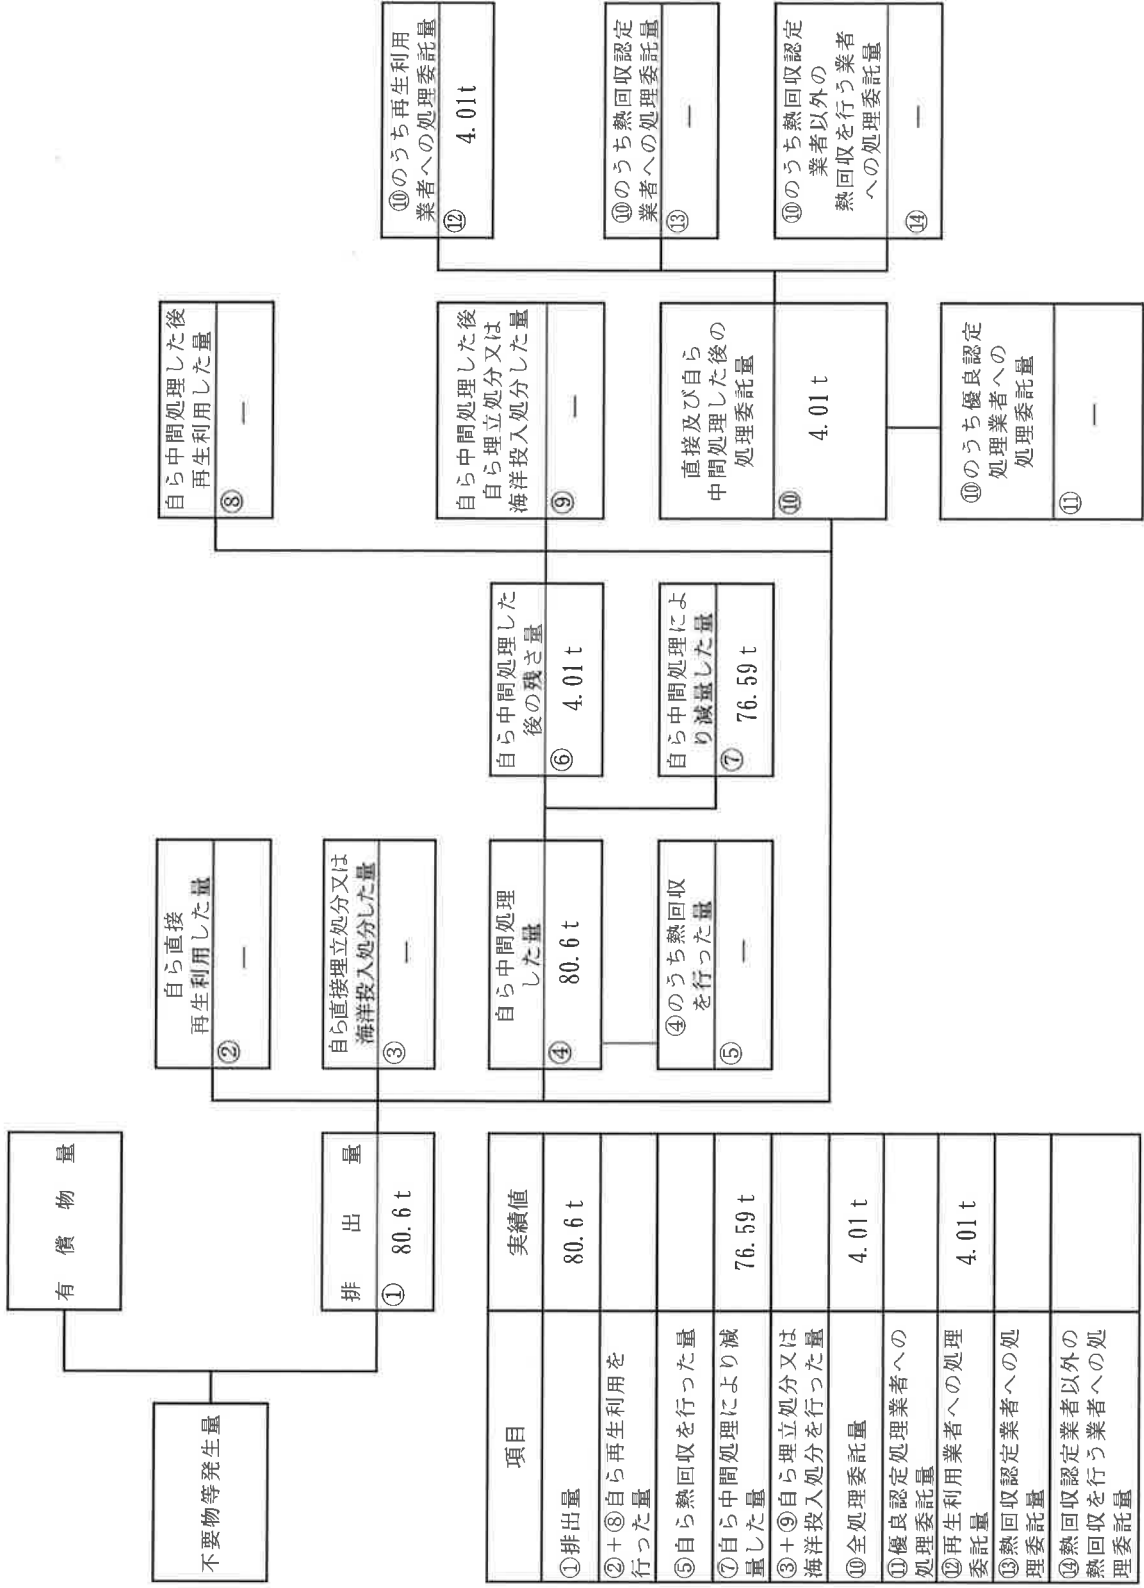 不要物等発生量
有償物量
排出量
① 80.6t
自ら直接
再生利用した量
② —
自ら直接埋立処分又は
海洋投入処分した量
③ —
自ら中間処理
した量
④ 80.6t
④のうち熱回収
を行った量
⑤ —
自ら中間処理した
後の残さ量
⑥ 4.01t
自ら中間処理によ
り減量した量
⑦ 76.59t
自ら中間処理した後
再生利用した量
⑧ —
自ら中間処理した後
自ら埋立処分又は
海洋投入処分した量
⑨ —
直接及び自ら
中間処理した後の
処理委託量
⑩ 4.01t
⑩のうち優良認定
処理業者への
処理委託量
⑪ —
⑩のうち再生利用
業者への処理委託量
⑫ 4.01t
⑩のうち熱回収認定
業者への処理委託量
⑬ —
⑩のうち熱回収認定
業者以外の
熱回収を行う業者
への処理委託量
⑭ —
項目 実績値
①排出量 80.6t
②+⑧自ら再生利用を
行った量
⑤自ら熱回収を行った量
⑦自ら中間処理により減
量した量 76.59t
③+⑨自ら埋立処分又は
海洋投入処分を行った量
⑩全処理委託量 4.01t
⑪優良認定処理業者への
処理委託量
⑫再生利用業者への処理
委託量 4.01t
⑬熱回収認定業者への処
理委託量
⑭熱回収認定業者以外の
熱回収を行う業者への処
理委託量